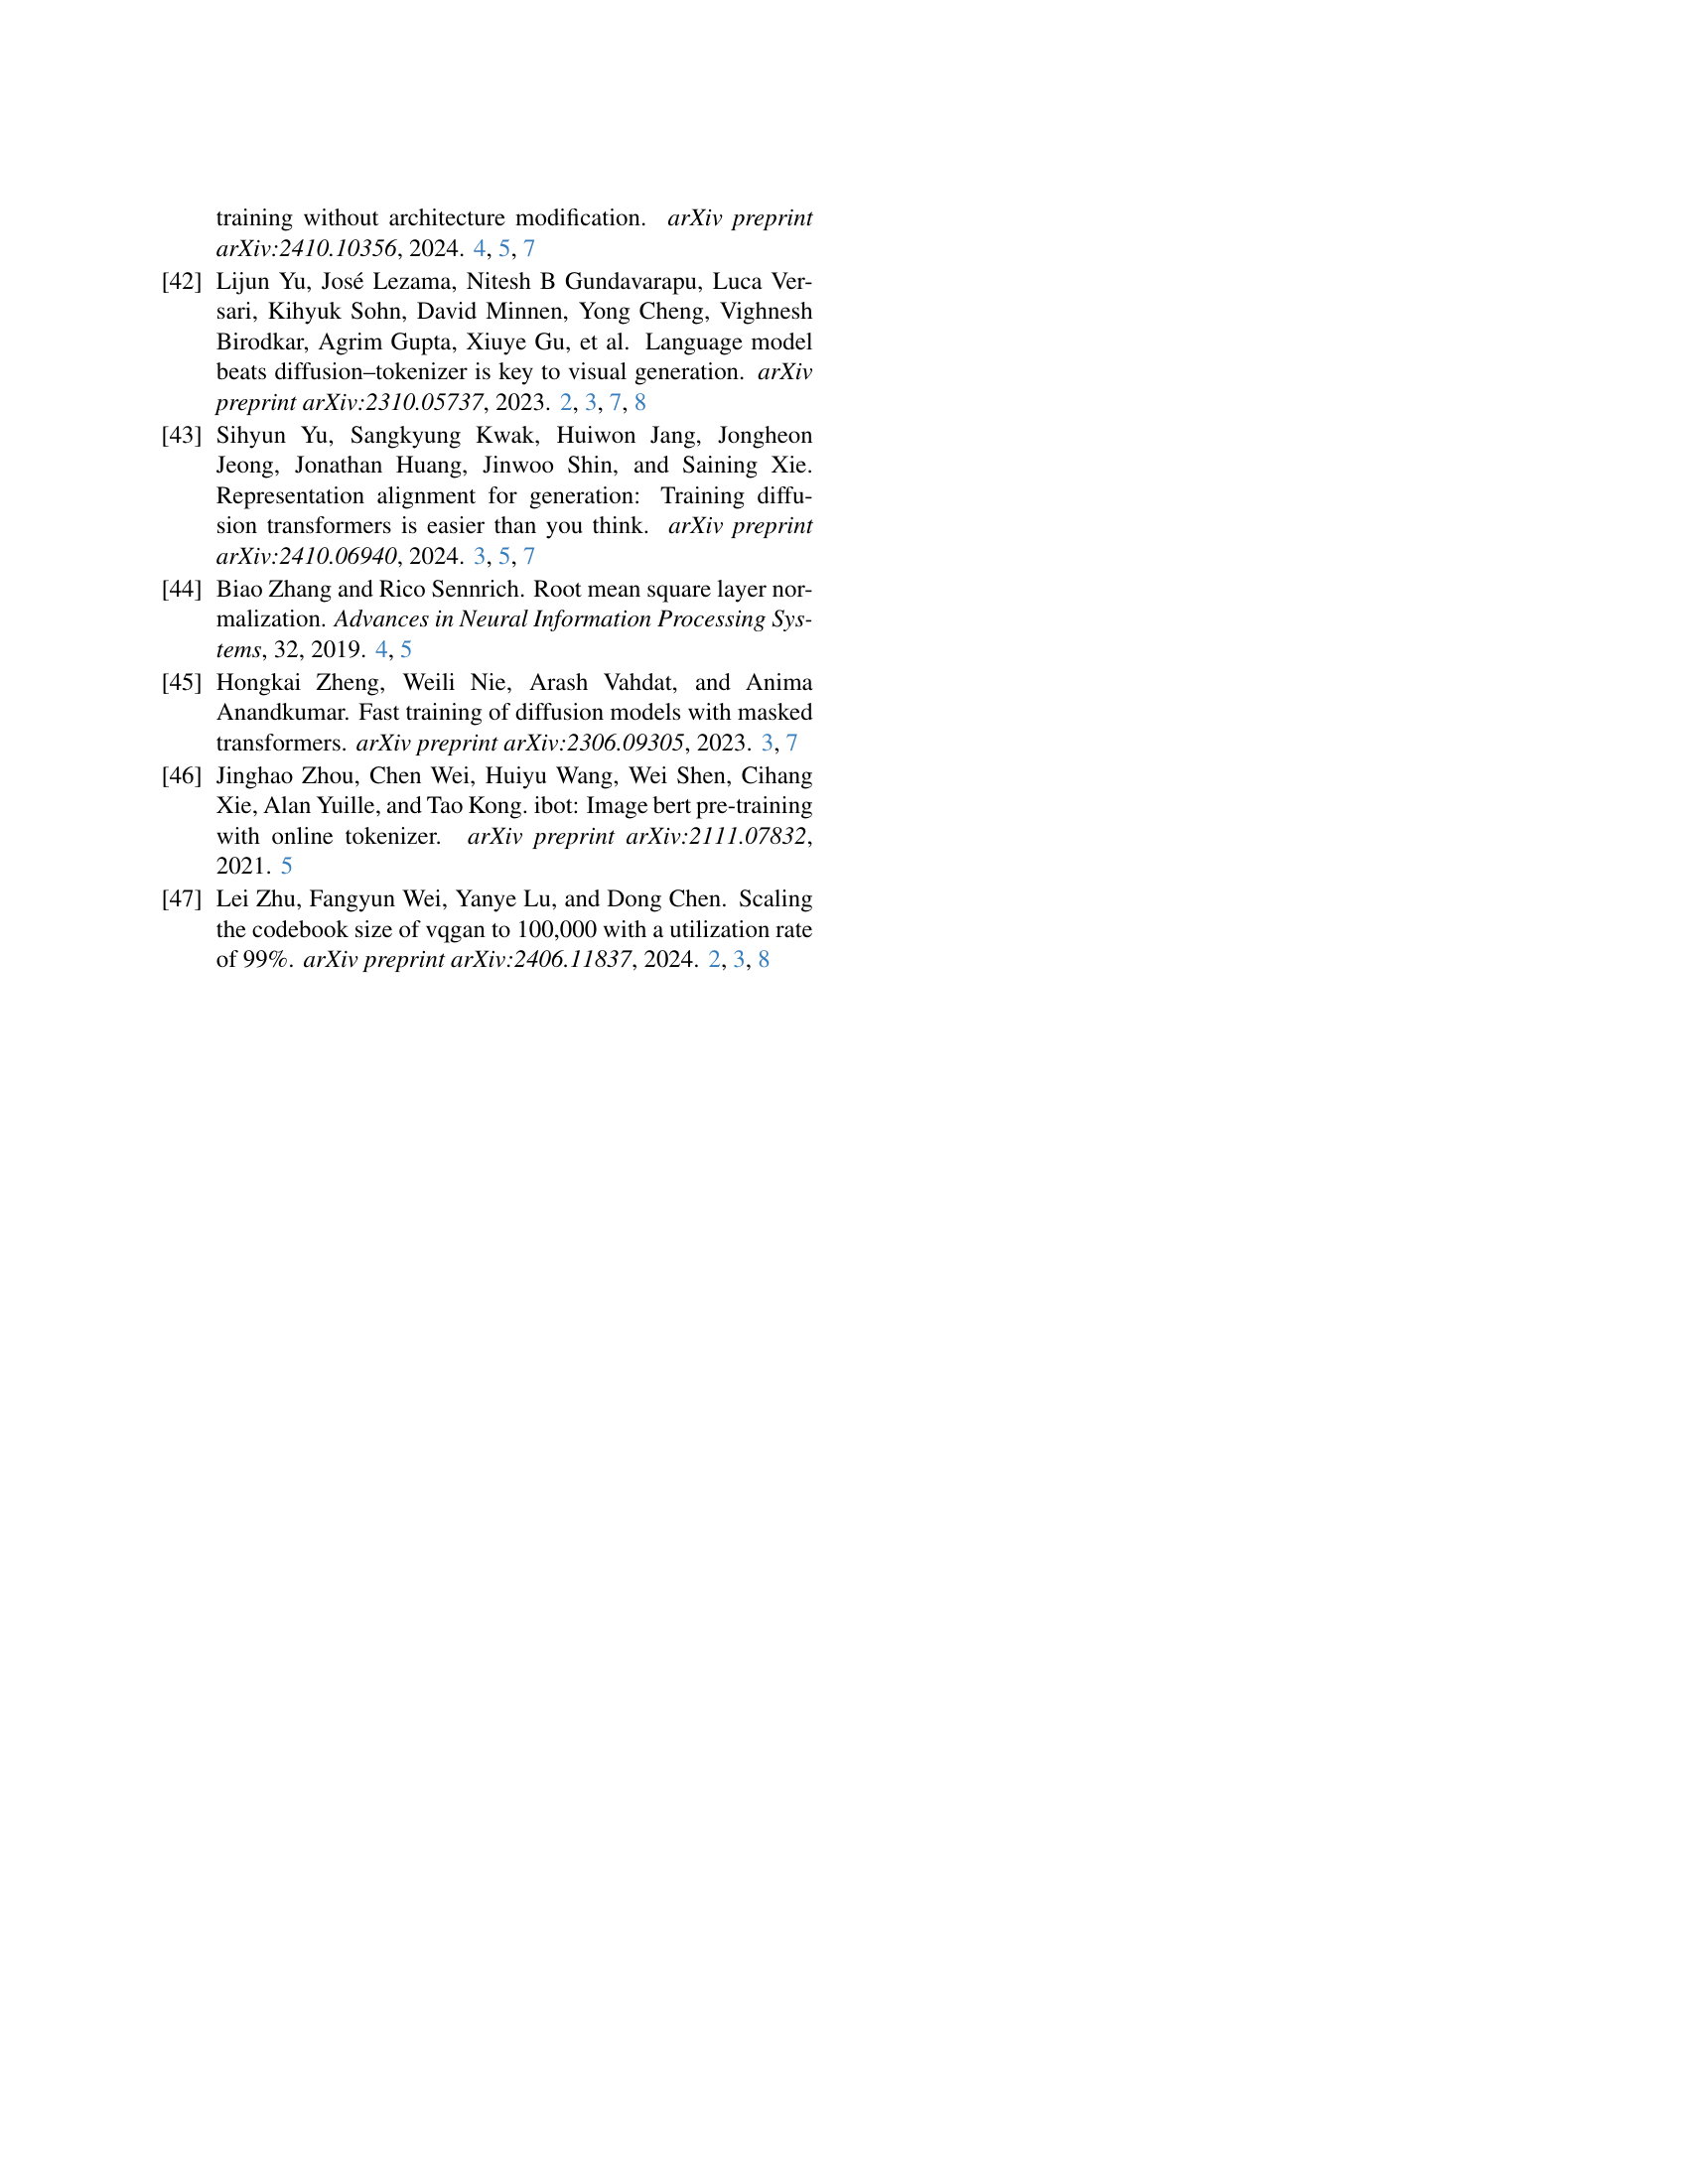 training without architecture modification. arXiv preprint
arXiv:2410.10356, 2024. 4, 5, 7
[42] Lijun Yu, José Lezama, Nitesh B Gundavarapu, Luca Ver-
sari, Kihyuk Sohn, David Minnen, Yong Cheng, Vighnesh
Birodkar, Agrim Gupta, Xiuye Gu, et al. Language model
beats diffusion–tokenizer is key to visual generation. arXiv
preprint arXiv:2310.05737, 2023. 2, 3, 7, 8
[43] Sihyun Yu, Sangkyung Kwak, Huiwon Jang, Jongheon
Jeong, Jonathan Huang, Jinwoo Shin, and Saining Xie.
Representation alignment for generation: Training diffu-
sion transformers is easier than you think. arXiv preprint
arXiv:2410.06940, 2024. 3, 5, 7
[44] Biao Zhang and Rico Sennrich. Root mean square layer nor-
malization. Advances in Neural Information Processing Sys-
tems, 32, 2019. 4, 5
[45] Hongkai Zheng, Weili Nie, Arash Vahdat, and Anima
Anandkumar. Fast training of diffusion models with masked
transformers. arXiv preprint arXiv:2306.09305, 2023. 3, 7
[46] Jinghao Zhou, Chen Wei, Huiyu Wang, Wei Shen, Cihang
Xie, Alan Yuille, and Tao Kong. ibot: Image bert pre-training
with online tokenizer. arXiv preprint arXiv:2111.07832,
2021. 5
[47] Lei Zhu, Fangyun Wei, Yanye Lu, and Dong Chen. Scaling
the codebook size of vqgan to 100,000 with a utilization rate
of 99%. arXiv preprint arXiv:2406.11837, 2024. 2, 3, 8